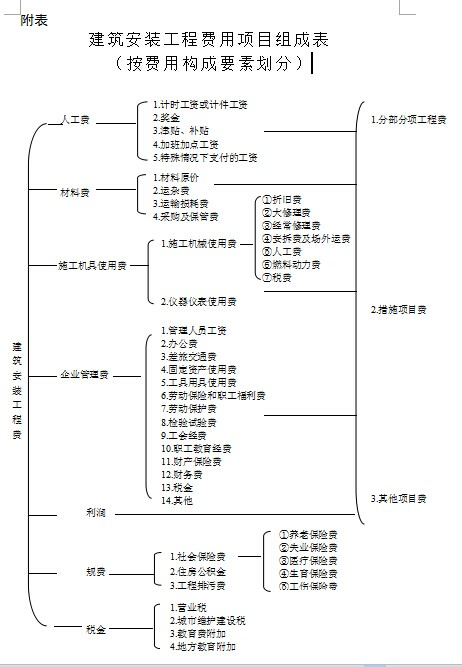 附表
建筑安装工程费用项目组成表
（按费用构成要素划分）
建筑安装工程费
人工费
1.计时工资或计件工资
2.奖金
3.津贴、补贴
4.加班加点工资
5.特殊情况下支付的工资
材料费
1.材料原价
2.运杂费
3.运输损耗费
4.采购及保管费
施工机具使用费
1.施工机械使用费
①折旧费
②大修理费
③经常修理费
④安拆费及场外运费
⑤人工费
⑥燃料动力费
⑦税费
2.仪器仪表使用费
企业管理费
1.管理人员工资
2.办公费
3.差旅交通费
4.固定资产使用费
5.工具用具使用费
6.劳动保险和职工福利费
7.劳动保护费
8.检验试验费
9.工会经费
10.职工教育经费
11.财产保险费
12.财务费
13.税金
14.其他
利润
规费
1.社会保险费
①养老保险费
②失业保险费
③医疗保险费
④生育保险费
⑤工伤保险费
2.住房公积金
3.工程排污费
税金
1.营业税
2.城市维护建设税
3.教育费附加
4.地方教育附加
1.分部分项工程费
2.措施项目费
3.其他项目费